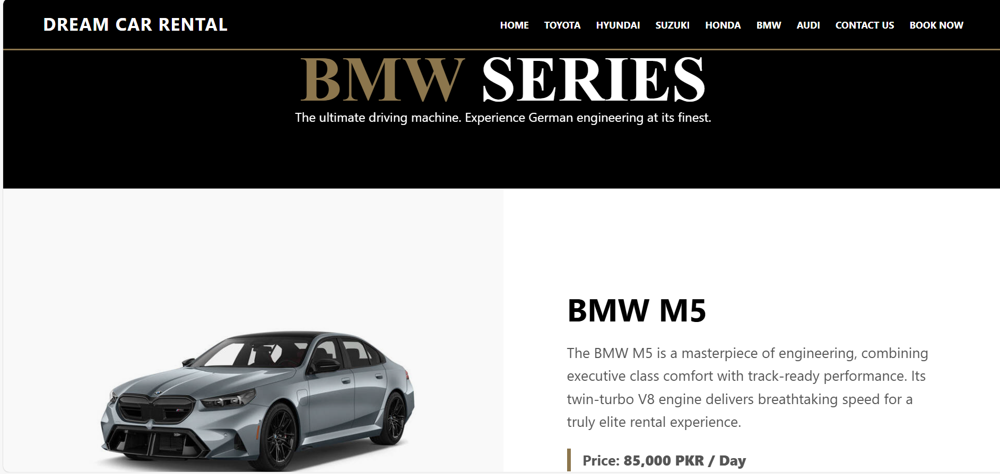 DREAM CAR RENTAL
HOME TOYOTA HYUNDAI SUZUKI HONDA BMW AUDI CONTACT US BOOK NOW
BMW SERIES
The ultimate driving machine. Experience German engineering at its finest.
BMW M5
The BMW M5 is a masterpiece of engineering, combining
executive class comfort with track-ready performance. Its
twin-turbo V8 engine delivers breathtaking speed for a
truly elite rental experience.
Price: 85,000 PKR / Day